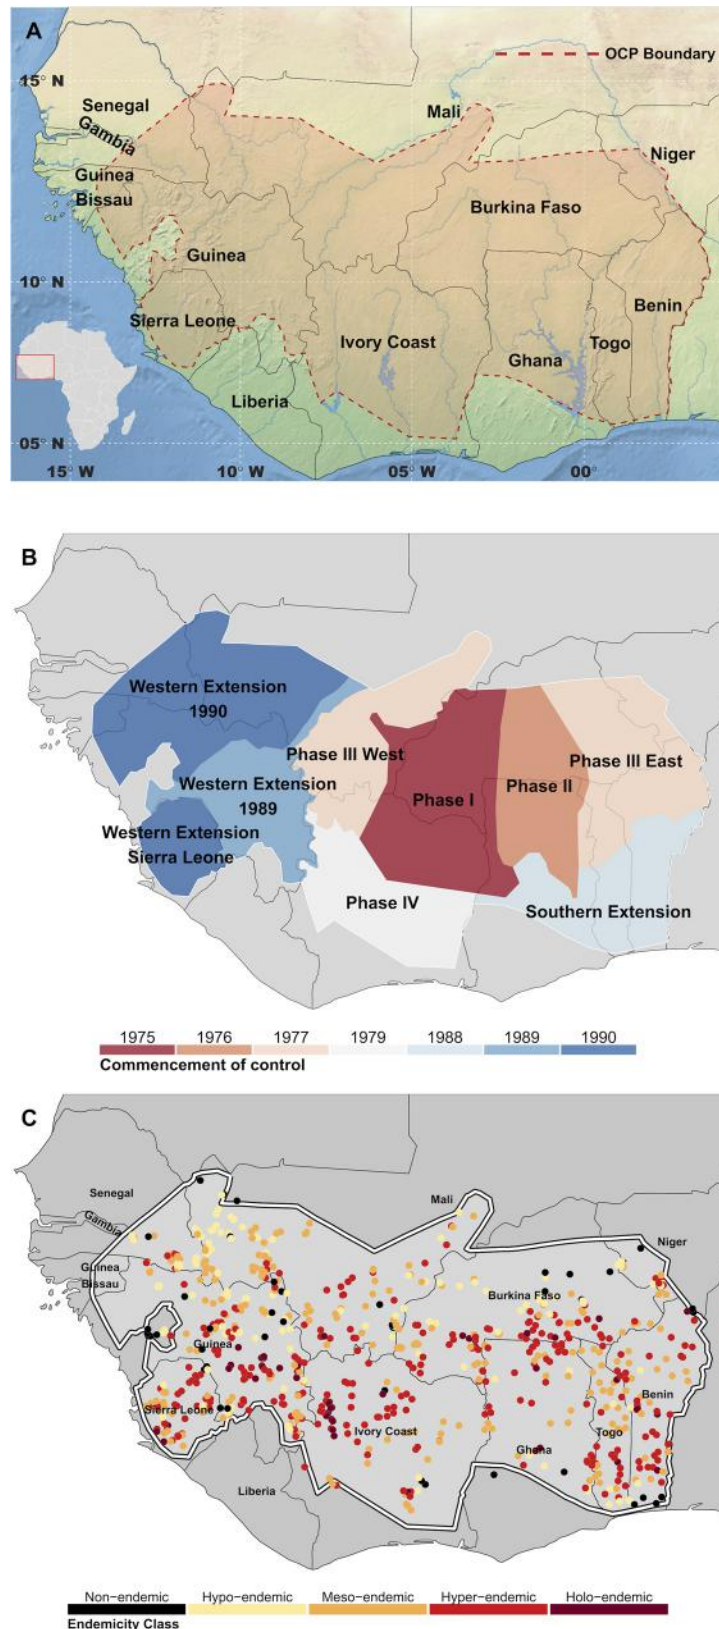 A
OCP Boundary
15° N
Senegal
Mali
Gambia
Niger
Guinea
Bissau
Burkina Faso
Guinea
10° N
Benin
Sierra Leone
Ivory Coast
Togo
Ghana
Liberia
05° N
15° W
10° W
05° W
00°
B
Western Extension
1990
Phase III West
Phase III East
Western Extension
1989
Phase I
Phase II
Western Extension
Sierra Leone
Phase IV
Southern Extension
1975
1976
1977
1979
1988
1989
1990
Commencement of control
C
Senegal
Mali
Gambia
Niger
Guinea
Bissau
Burkina Faso
Guinea
Benin
Sierra Leone
Ivory Coast
Togo
Ghana
Liberia
Non-endemic
Hypo-endemic
Meso-endemic
Hyper-endemic
Holo-endemic
Endemicity Class